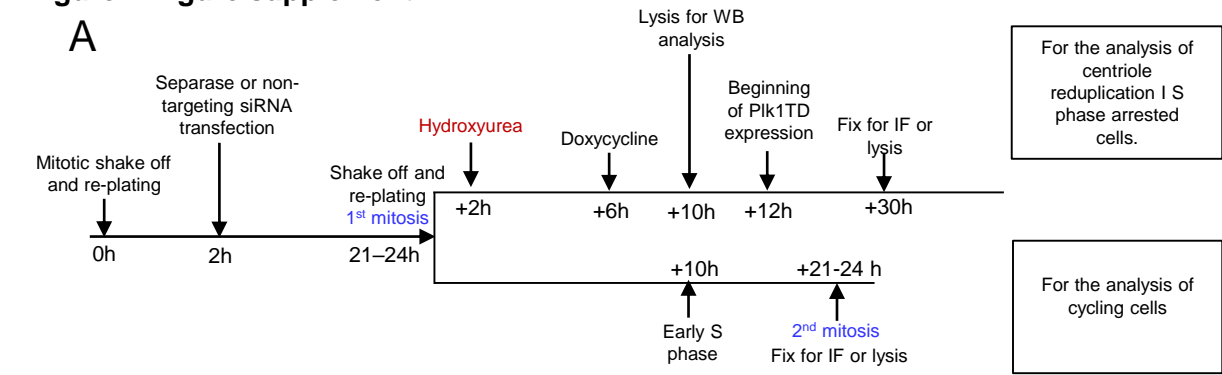 A
Mitotic shake off
and re-plating
0h
Separase or non-
targeting siRNA
transfection
2h
Shake off and
re-plating
1st mitosis
21–24h
Hydroxyurea
+2h
Doxycycline
+6h
Lysis for WB
analysis
+10h
Beginning
of Plk1TD
expression
+12h
Fix for IF or
lysis
+30h
For the analysis of
centriole
reduplication I S
phase arrested
cells.
+10h
Early S
phase
+21-24 h
2nd mitosis
Fix for IF or lysis
For the analysis of
cycling cells